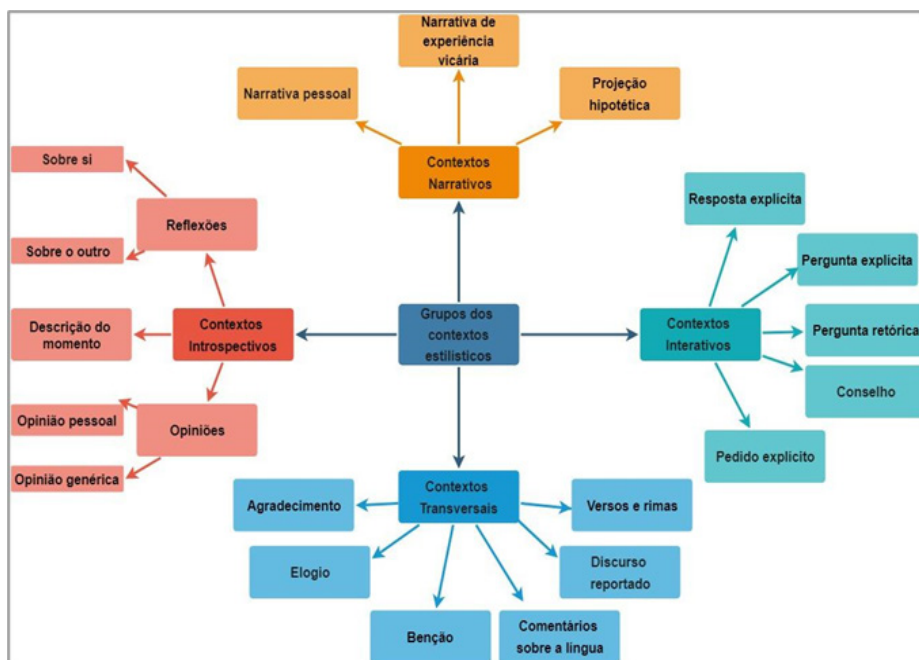 Narrativa de
experiência
vicária
Narrativa pessoal
Projeção
hipotética
Contextos
Narrativos
Sobre si
Reflexões
Sobre o outro
Descrição do
momento
Contextos
Introspectivos
Opinião pessoal
Opiniões
Opinião genérica
Grupos dos
contextos
estilísticos
Resposta explícita
Pergunta explícita
Contextos
Interativos
Pergunta retórica
Conselho
Pedido explícito
Contextos
Transversais
Agradecimento
Versos e rimas
Elogio
Discurso
reportado
Benção
Comentários
sobre a língua